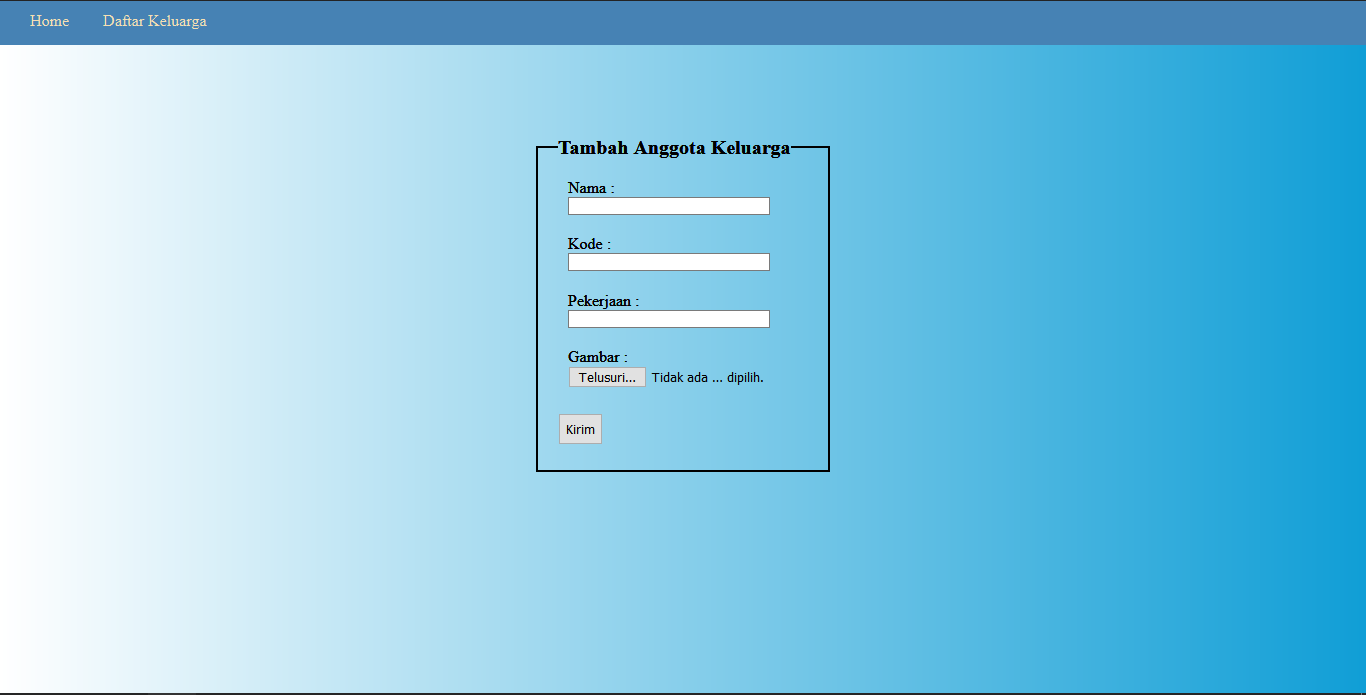 Home Daftar Keluarga
Tambah Anggota Keluarga
Nama :
Kode :
Pekerjaan :
Gambar :
Telusuri... Tidak ada ... dipilih.
Kirim